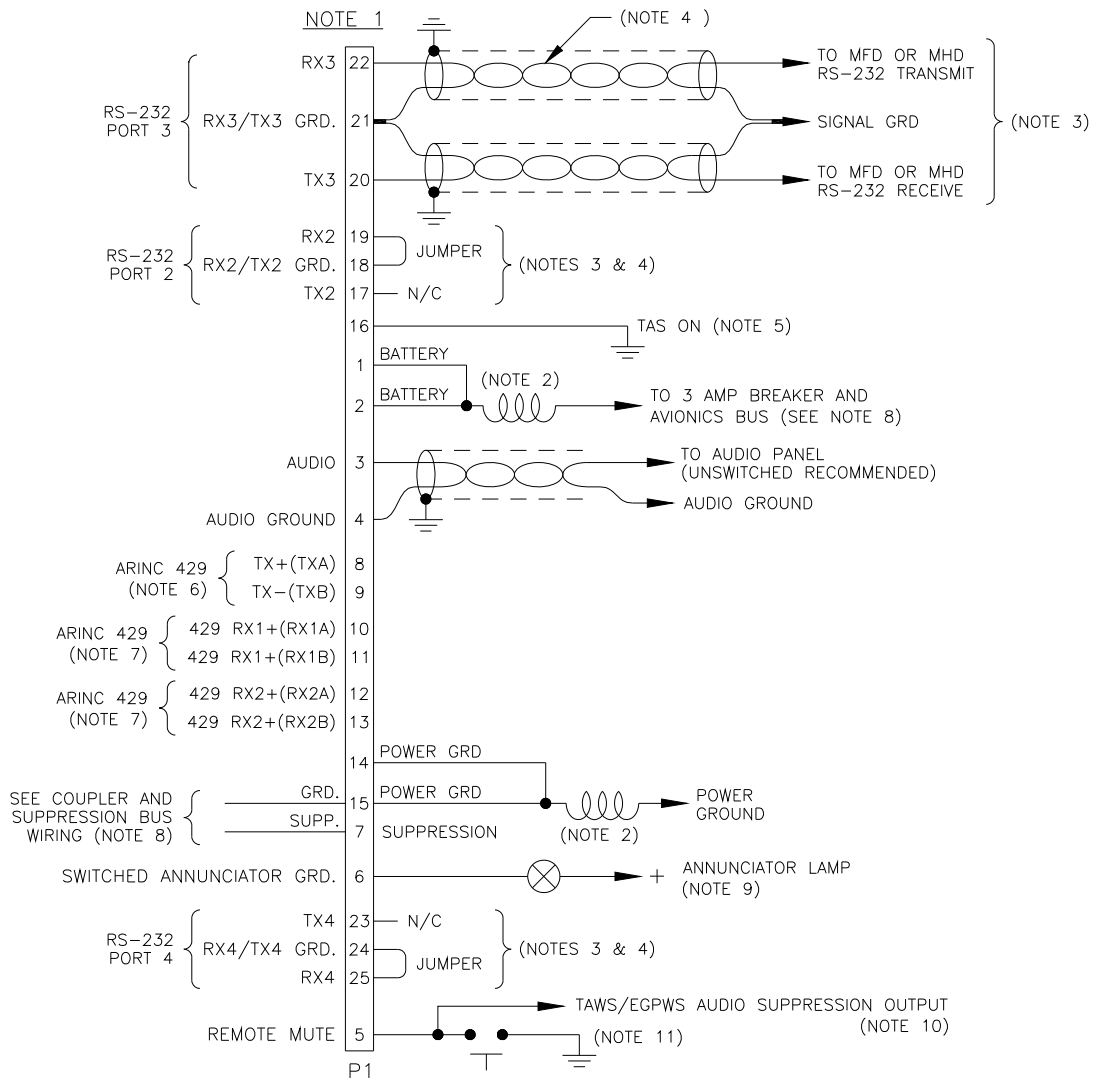 NOTE 1
(NOTE 4 )
RS-232
PORT 3
RX3 22
RX3/TX3 GRD. 21
TX3 20
TO MFD OR MHD
RS-232 TRANSMIT
SIGNAL GRD
TO MFD OR MHD
RS-232 RECEIVE
(NOTE 3)
RS-232
PORT 2
RX2 19
RX2/TX2 GRD. 18
TX2 17
JUMPER
N/C
(NOTES 3 & 4)
16 TAS ON (NOTE 5)
1 BATTERY
2 BATTERY
(NOTE 2)
TO 3 AMP BREAKER AND
AVIONICS BUS (SEE NOTE 8)
AUDIO 3
TO AUDIO PANEL
(UNSWITCHED RECOMMENDED)
AUDIO GROUND
AUDIO GROUND 4
ARINC 429
(NOTE 6)
TX+(TXA) 8
TX-(TXB) 9
ARINC 429
(NOTE 7)
429 RX1+(RX1A) 10
429 RX1+(RX1B) 11
ARINC 429
(NOTE 7)
429 RX2+(RX2A) 12
429 RX2+(RX2B) 13
14 POWER GRD
SEE COUPLER AND
SUPPRESSION BUS
WIRING (NOTE 8)
GRD. 15 POWER GRD
SUPP. 7 SUPPRESSION
(NOTE 2)
POWER
GROUND
SWITCHED ANNUNCIATOR GRD. 6
+ ANNUNCIATOR LAMP
(NOTE 9)
RS-232
PORT 4
TX4 23 N/C
RX4/TX4 GRD. 24
RX4 25
JUMPER
(NOTES 3 & 4)
TAWS/EGPWS AUDIO SUPPRESSION OUTPUT
(NOTE 10)
REMOTE MUTE 5
(NOTE 11)
P1